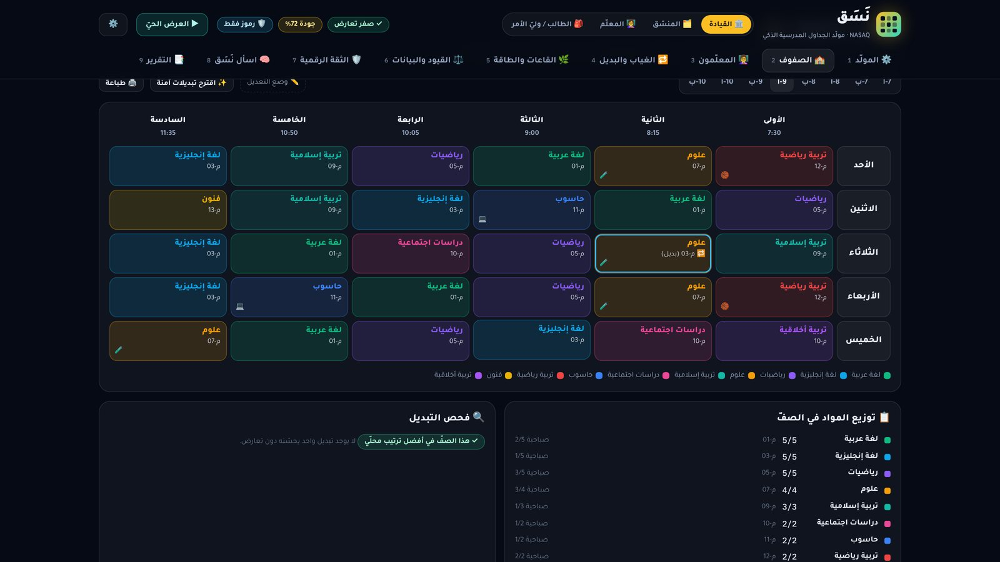 نَسَق
NASAQ · مولّد الجداول المدرسية الذكي
🏛️ القيادة
🗂️ المنسّق
👩‍🏫 المعلّم
🎒 الطالب / وليّ الأمر
✓ صفر تعارض
جودة 72%
🛡️ رموز فقط
▶ العرض الحيّ
⚙️
⚙️ المولّد 1
🏫 الصفوف 2
👩‍🏫 المعلّمون 3
🔁 الغياب والبديل 4
🌿 القاعات والطاقة 5
⚖️ القيود والبيانات 6
🛡️ الثقة الرقمية 7
🧠 اسأل نَسَق 8
📑 التقرير 9
7-أ 7-ب 8-أ 8-ب 9-أ 9-ب 10-أ 10-ب
✏️ وضع التعديل
✨ اقترح تبديلات آمنة
🖨️ طباعة
الأولى الثانية الثالثة الرابعة الخامسة السادسة
7:30 8:15 9:00 10:05 10:50 11:35
الأحد
تربية رياضية علوم لغة عربية رياضيات تربية إسلامية لغة إنجليزية
م-12 م-07 م-01 م-05 م-09 م-03
الاثنين
رياضيات لغة عربية حاسوب لغة إنجليزية تربية إسلامية فنون
م-05 م-01 م-11 م-03 م-09 م-13
الثلاثاء
تربية إسلامية علوم رياضيات دراسات اجتماعية لغة عربية لغة إنجليزية
م-09 🔁 م-03 (بديل) م-05 م-10 م-01 م-03
الأربعاء
تربية رياضية علوم رياضيات لغة عربية حاسوب لغة إنجليزية
م-12 م-07 م-05 م-01 م-11 م-03
الخميس
تربية أخلاقية دراسات اجتماعية لغة إنجليزية رياضيات لغة عربية علوم
م-10 م-10 م-03 م-05 م-01 م-07
لغة عربية لغة إنجليزية رياضيات علوم تربية إسلامية دراسات اجتماعية حاسوب تربية رياضية فنون تربية أخلاقية
📋 توزيع المواد في الصفّ
لغة عربية 5/5 م-01 صباحية 2/5
لغة إنجليزية 5/5 م-03 صباحية 1/5
رياضيات 5/5 م-05 صباحية 3/5
علوم 4/4 م-07 صباحية 3/4
تربية إسلامية 3/3 م-09 صباحية 1/3
دراسات اجتماعية 2/2 م-10 صباحية 1/2
حاسوب 2/2 م-11 صباحية 1/2
تربية رياضية 2/2 م-12 صباحية 2/2
🔍 فحص التبديل
✓ هذا الصفّ في أفضل ترتيب محلّي لا يوجد تبديل واحد يحسّنه دون تعارض.